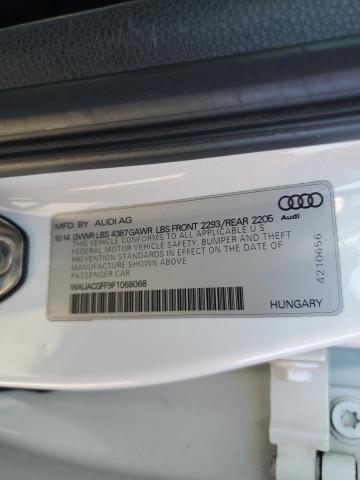 MFD. BY AUDI AG
10 14 GVWR LBS 4387 GAWR LBS FRONT 2293/REAR 2205
THIS VEHICLE CONFORMS TO ALL APPLICABLE U S
FEDERAL MOTOR VEHICLE SAFETY, BUMPER AND THEFT
PREVENTION STANDARDS IN EFFECT ON THE DATE OF
MANUFACTURE SHOWN ABOVE
PASSENGER CAR
WAUACGFF9F1068068
Audi
4210656
HUNGARY